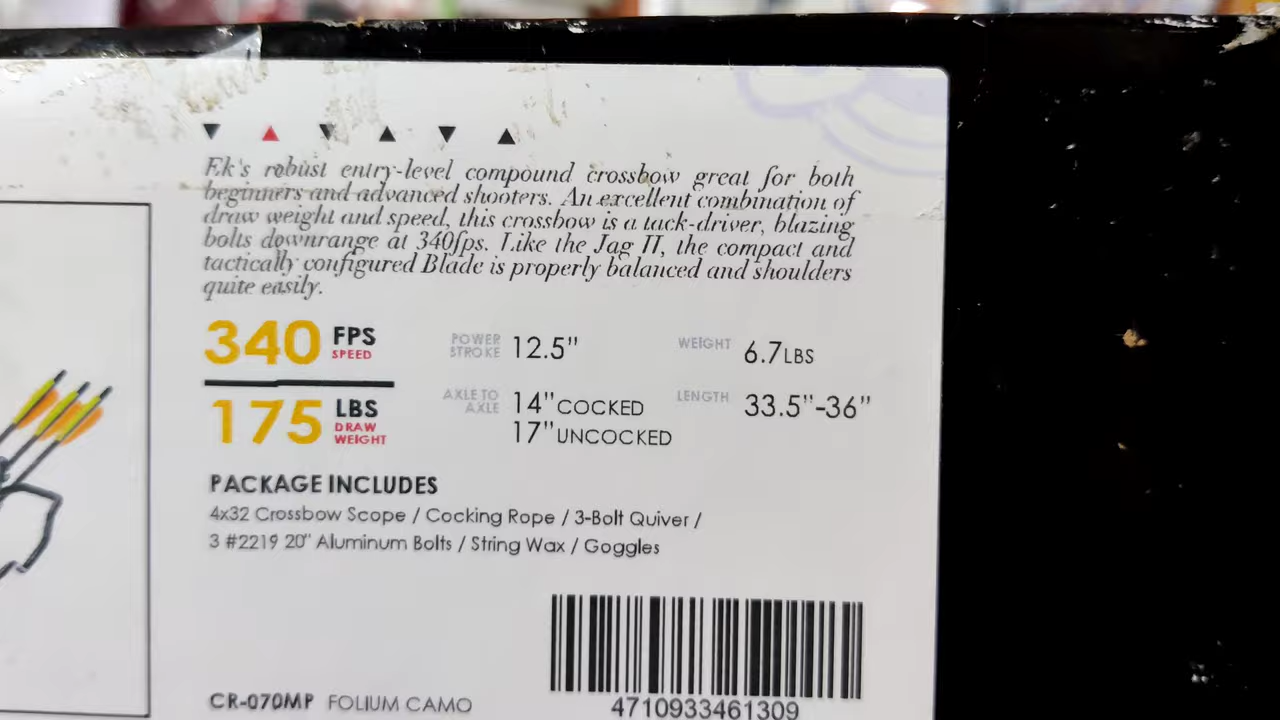 Ek's robust entry-level compound crossbow great for both
beginners and advanced shooters. An excellent combination of
draw weight and speed, this crossbow is a tack-driver, blazing
bolts downrange at 340fps. Like the Jag II, the compact and
tactically configured Blade is properly balanced and shoulders
quite easily.
340 FPS SPEED
175 LBS DRAW WEIGHT
POWER STROKE 12.5"
AXLE TO AXLE 14" COCKED
17" UNCOCKED
WEIGHT 6.7LBS
LENGTH 33.5"-36"
PACKAGE INCLUDES
4x32 Crossbow Scope / Cocking Rope / 3-Bolt Quiver /
3 #2219 20" Aluminum Bolts / String Wax / Goggles
CR-070MP FOLIUM CAMO
4710933461309